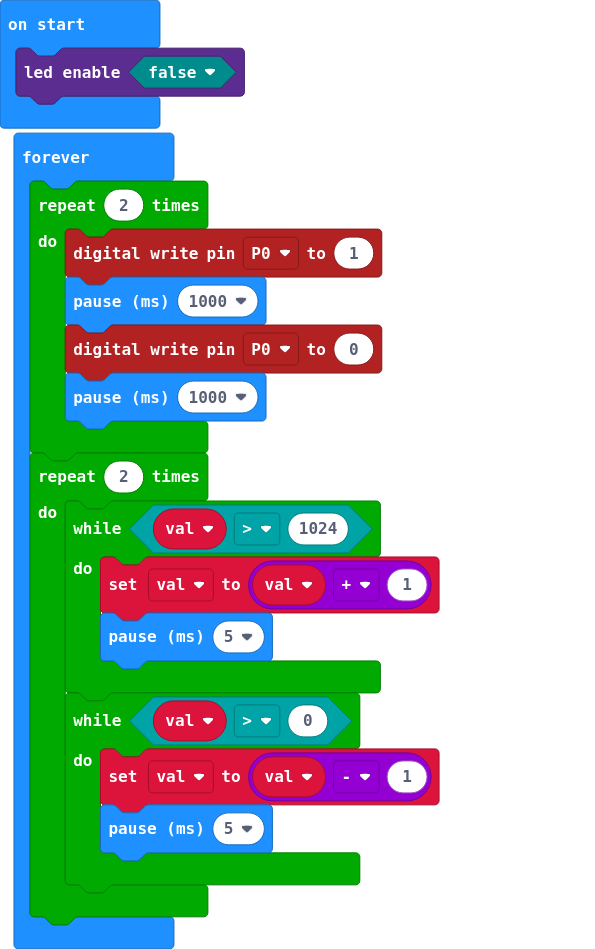 on start
led enable false
forever
repeat 2 times
do
digital write pin P0 to 1
pause (ms) 1000
digital write pin P0 to 0
pause (ms) 1000
repeat 2 times
do
while val > 1024
do
set val to val + 1
pause (ms) 5
while val > 0
do
set val to val - 1
pause (ms) 5